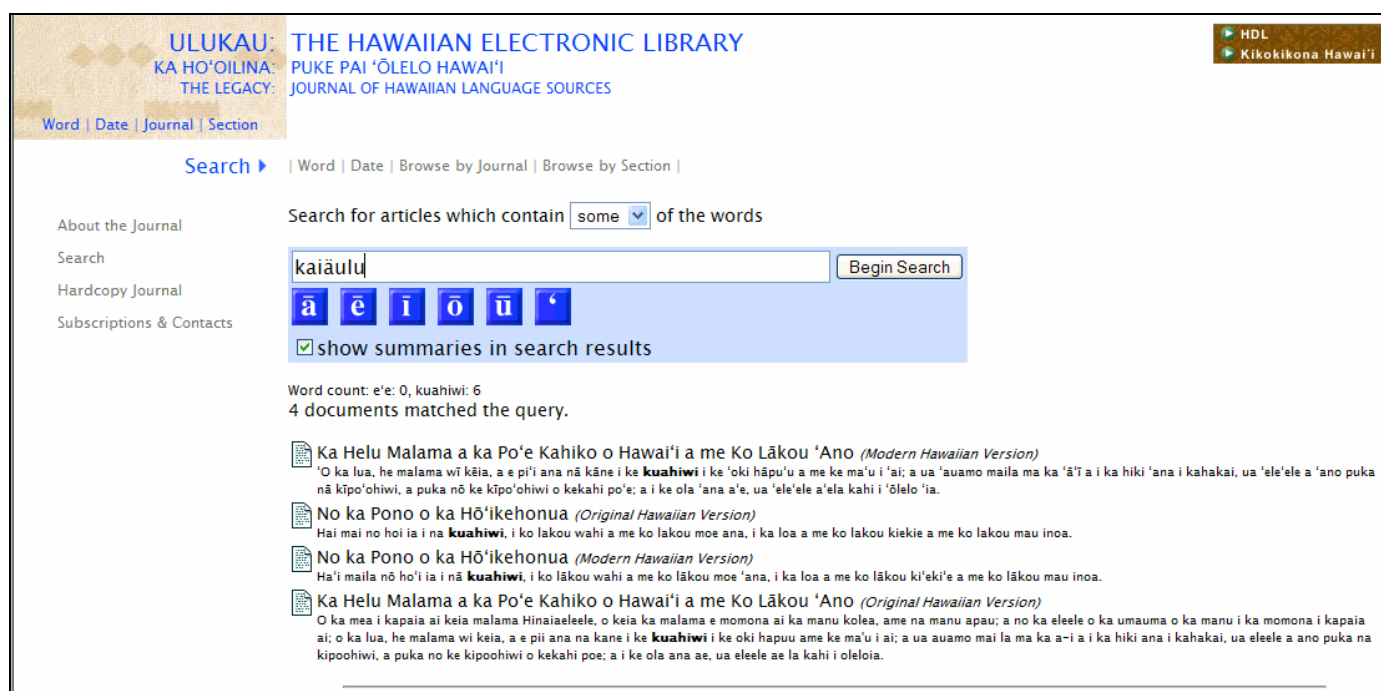 ULUKAU: THE HAWAIIAN ELECTRONIC LIBRARY
KA HOʻOILINA: PUKE PAI ʻŌLELO HAWAIʻI
THE LEGACY: JOURNAL OF HAWAIIAN LANGUAGE SOURCES
HDL
Kikokikona Hawaiʻi
Word | Date | Journal | Section
Search | Word | Date | Browse by Journal | Browse by Section |
About the Journal
Search
Hardcopy Journal
Subscriptions & Contacts
Search for articles which contain some of the words
kaiäulu Begin Search
ā ē ī ō ū ʻ
show summaries in search results
Word count: eʻe: 0, kuahiwi: 6
4 documents matched the query.
Ka Helu Malama a ka Poʻe Kahiko o Hawaiʻi a me Ko Lākou ʻAno (Modern Hawaiian Version)
ʻO ka lua, he malama wī kēia, a e piʻi ana nā kāne i ke kuahiwi i ke ʻoki hāpuʻu a me ke maʻu i ʻai; a ua ʻauamo maila ma ka ʻāʻī a i ka hiki ʻana i kahakai, ua ʻeleʻele a ʻano puka
nā kīpoʻohiwi, a puka nō ke kīpoʻohiwi o kekahi poʻe; a i ke ola ʻana aʻe, ua ʻeleʻele aʻela kahi i ʻōlelo ʻia.
No ka Pono o ka Hōʻikehonua (Original Hawaiian Version)
Hai mai no hoi ia i na kuahiwi, i ko lakou wahi a me ko lakou moe ana, i ka loa a me ko lakou kiekie a me ko lakou mau inoa.
No ka Pono o ka Hōʻikehonua (Modern Hawaiian Version)
Haʻi maila nō hoʻi ia i nā kuahiwi, i ko lākou wahi a me ko lākou moe ʻana, i ka loa a me ko lākou kiʻekiʻe a me ko lākou mau inoa.
Ka Helu Malama a ka Poʻe Kahiko o Hawaiʻi a me Ko Lākou ʻAno (Original Hawaiian Version)
O ka mea i kapaia ai keia malama Hinaiaeleele, o keia ka malama e momona ai ka manu kolea, ame na manu apau; a no ka eleele o ka umauma o ka manu i ka momona i kapaia
ai; o ka lua, he malama wi keia, a e pii ana na kane i ke kuahiwi i ke oki hapuu ame ke ma'u i ai; a ua auamo mai la ma ka a-i a i ka hiki ana i kahakai, ua eleele a ano puka na
kipoohiwi, a puka no ke kipoohiwi o kekahi poe; a i ke ola ana ae, ua eleele ae la kahi i oleloia.